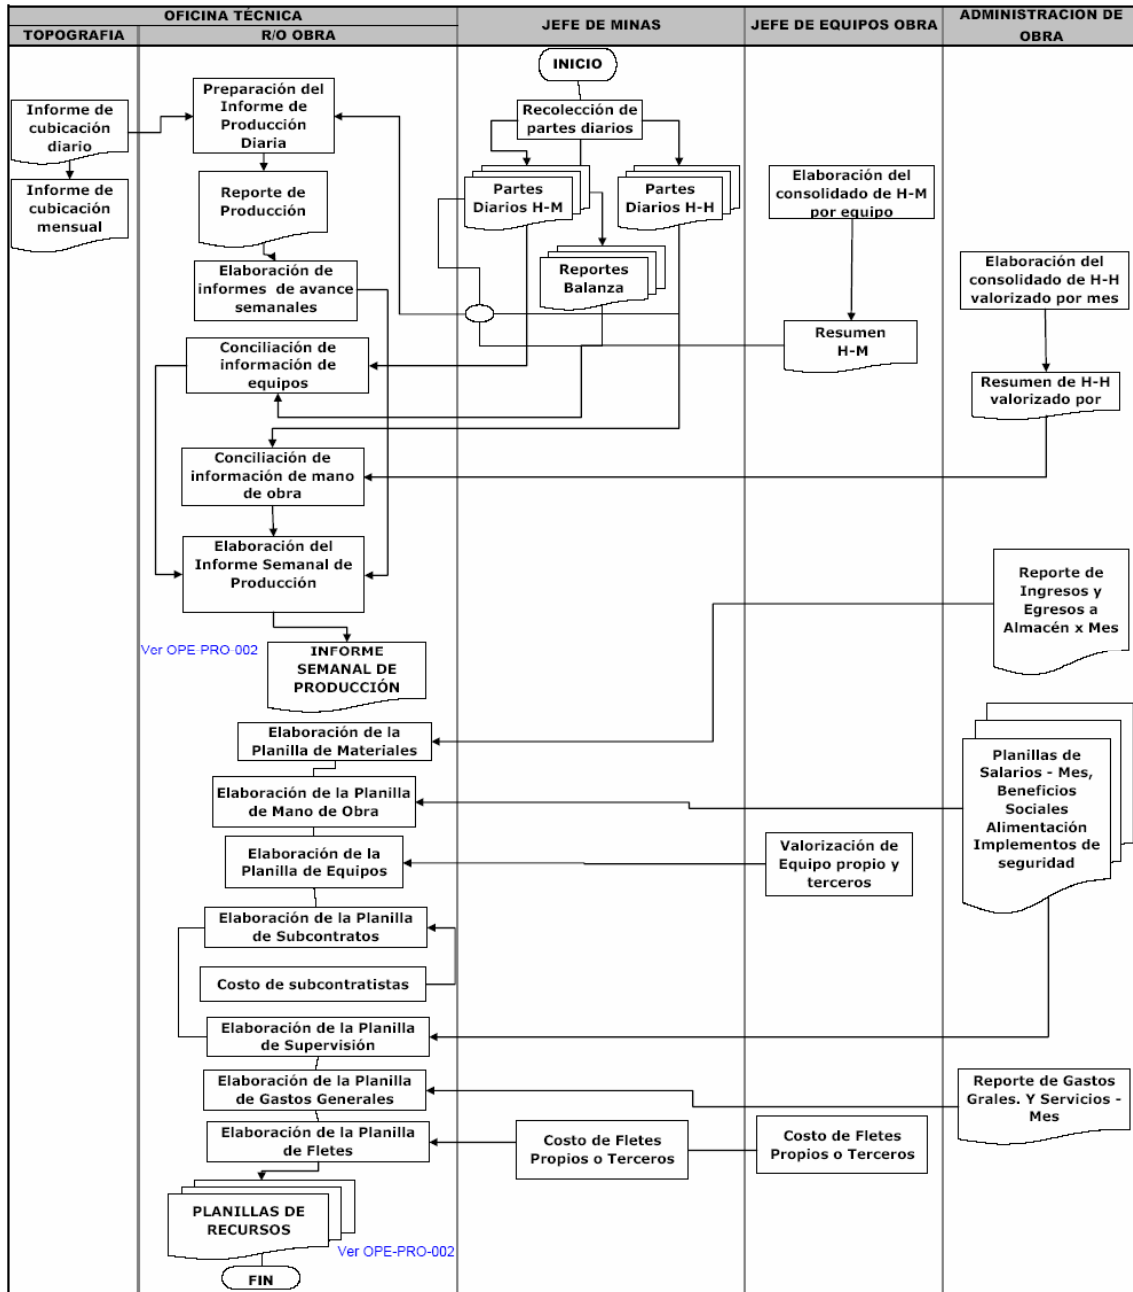 OFICINA TÉCNICA
TOPOGRAFIA
R/O OBRA
JEFE DE MINAS
JEFE DE EQUIPOS OBRA
ADMINISTRACION DE
OBRA
INICIO
Informe de
cubicación
diario
Informe de
cubicación
mensual
Preparación del
Informe de
Producción
Diaria
Reporte de
Producción
Elaboración de
informes de avance
semanales
Recolección de
partes diarios
Partes
Diarios H-M
Partes
Diarios H-H
Reportes
Balanza
Elaboración del
consolidado de H-M
por equipo
Resumen
H-M
Elaboración del
consolidado de H-H
valorizado por mes
Resumen de H-H
valorizado por
Conciliación de
información de
equipos
Conciliación de
información de mano
de obra
Elaboración del
Informe Semanal de
Producción
Ver OPE-PRO-002
INFORME
SEMANAL DE
PRODUCCIÓN
Reporte de
Ingresos y
Egresos a
Almacén x Mes
Elaboración de la
Planilla de Materiales
Elaboración de la Planilla
de Mano de Obra
Planillas de
Salarios - Mes,
Beneficios
Sociales
Alimentación
Implementos de
seguridad
Elaboración de la
Planilla de Equipos
Valorización de
Equipo propio y
terceros
Elaboración de la Planilla
de Subcontratos
Costo de subcontratistas
Elaboración de la Planilla
de Supervisión
Elaboración de la Planilla
de Gastos Generales
Reporte de Gastos
Grales. Y Servicios -
Mes
Elaboración de la Planilla
de Fletes
Costo de Fletes
Propios o Terceros
Costo de Fletes
Propios o Terceros
PLANILLAS DE
RECURSOS
Ver OPE-PRO-002
FIN